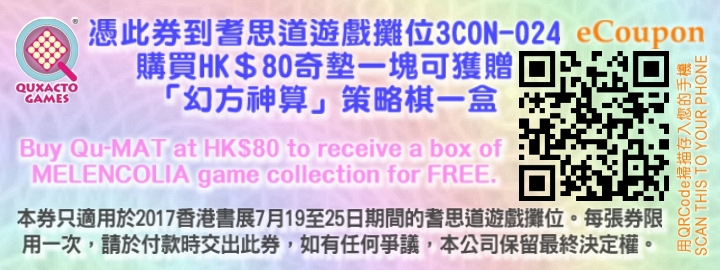 憑此券到耆思道遊戲攤位3CON-024
eCoupon
購買HK$80奇墊一塊可獲贈
「幻方神算」策略棋一盒
QUXACTO
GAMES
Buy Qu-MAT at HK$80 to receive a box of
MELENCOLIA game collection for FREE.
用QRCode掃描存入您的手機
SCAN THIS TO YOUR PHONE
本券只適用於2017香港書展7月19至25日期間的耆思道遊戲攤位。每張券限
用一次，請於付款時交出此券，如有任何爭議，本公司保留最終決定權。